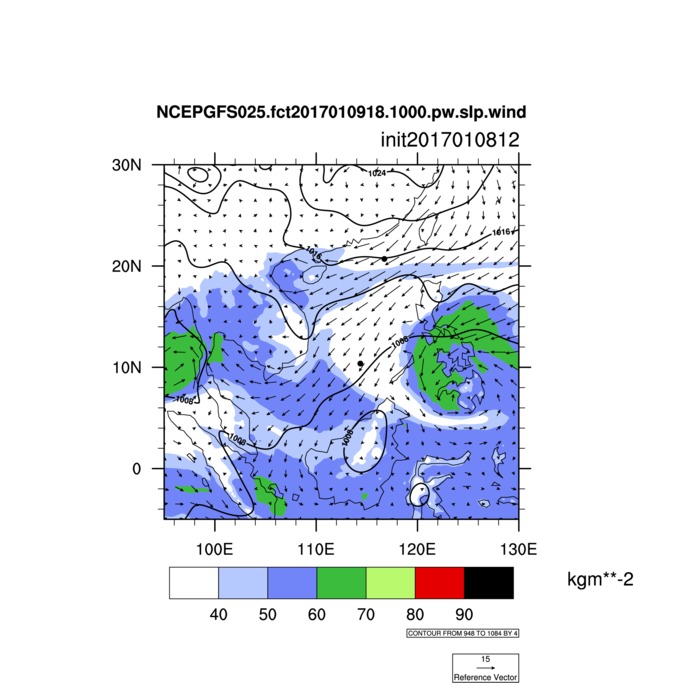 NCEPGFS025.fct2017010918.1000.pw.slp.wind
init2017010812
30N
20N
10N
0
1024
1016
1016
1008
1008
1008
1008
100E
110E
120E
130E
40
50
60
70
80
90
kgm**-2
CONTOUR FROM 948 TO 1084 BY 4
15
Reference Vector